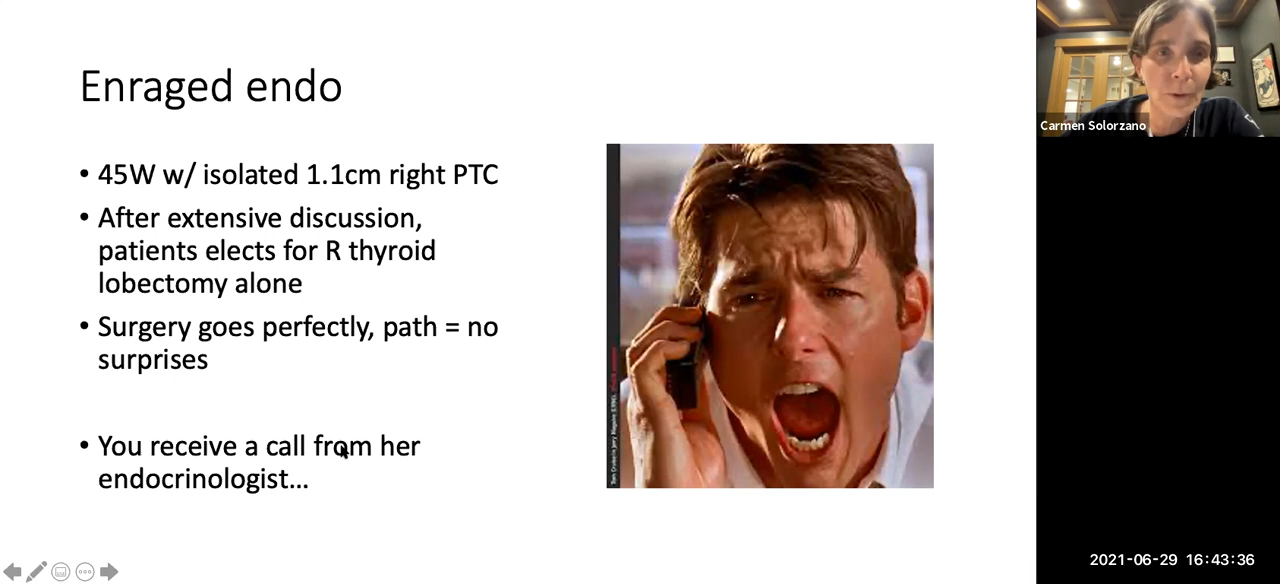 Enraged endo
• 45W w/ isolated 1.1cm right PTC
• After extensive discussion,
patients elects for R thyroid
lobectomy alone
• Surgery goes perfectly, path = no
surprises
• You receive a call from her
endocrinologist...
Carmen Solorzano
2021-06-29 16:43:36